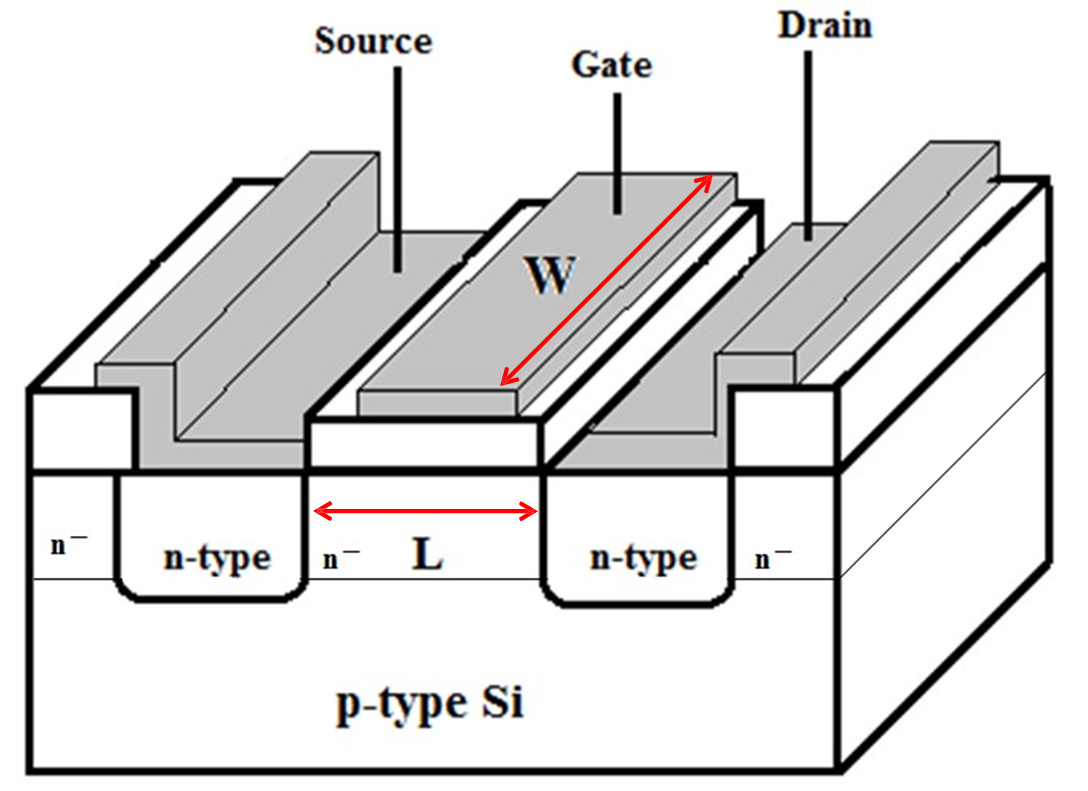 Drain
Source
Gate
W
n⁻
n-type
n⁻
L
n-type
n⁻
p-type Si